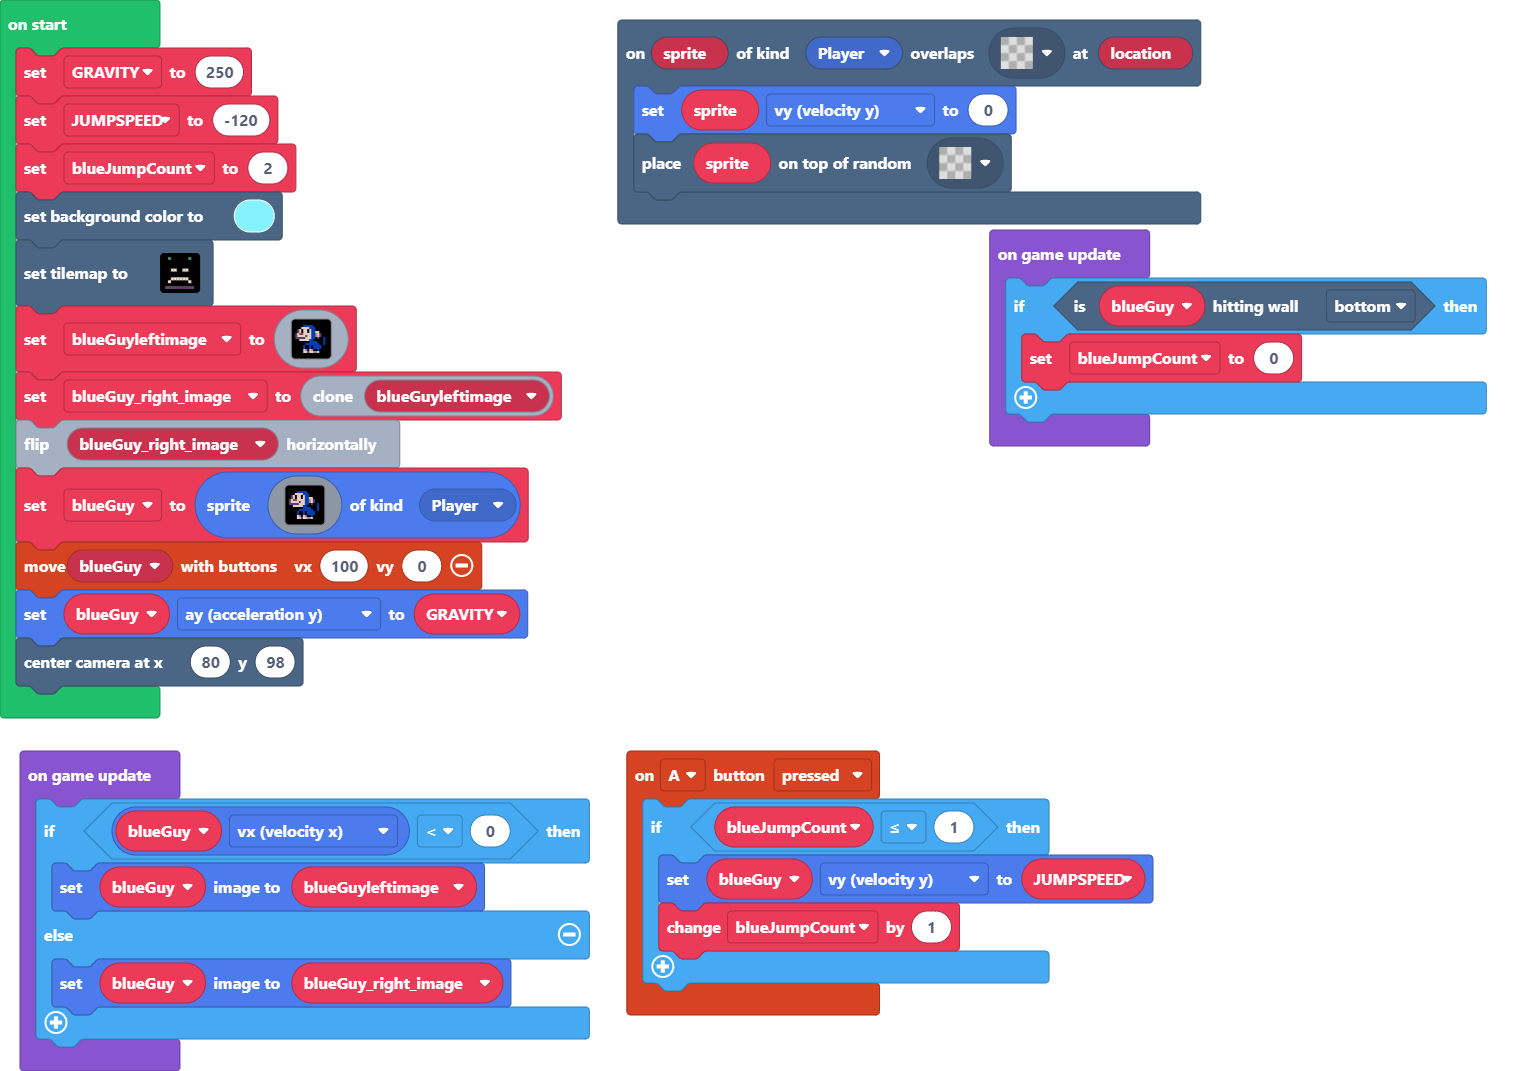 on start
set GRAVITY to 250
set JUMPSPEED to -120
set blueJumpCount to 2
set background color to
set tilemap to
set blueGuyleftimage to
set blueGuy_right_image to clone blueGuyleftimage
flip blueGuy_right_image horizontally
set blueGuy to sprite of kind Player
move blueGuy with buttons vx 100 vy 0
set blueGuy ay (acceleration y) to GRAVITY
center camera at x 80 y 98
on sprite of kind Player overlaps at location
set sprite vy (velocity y) to 0
place sprite on top of random
on game update
if is blueGuy hitting wall bottom then
set blueJumpCount to 0
on game update
if blueGuy vx (velocity x) < 0 then
set blueGuy image to blueGuyleftimage
else
set blueGuy image to blueGuy_right_image
on A button pressed
if blueJumpCount ≤ 1 then
set blueGuy vy (velocity y) to JUMPSPEED
change blueJumpCount by 1